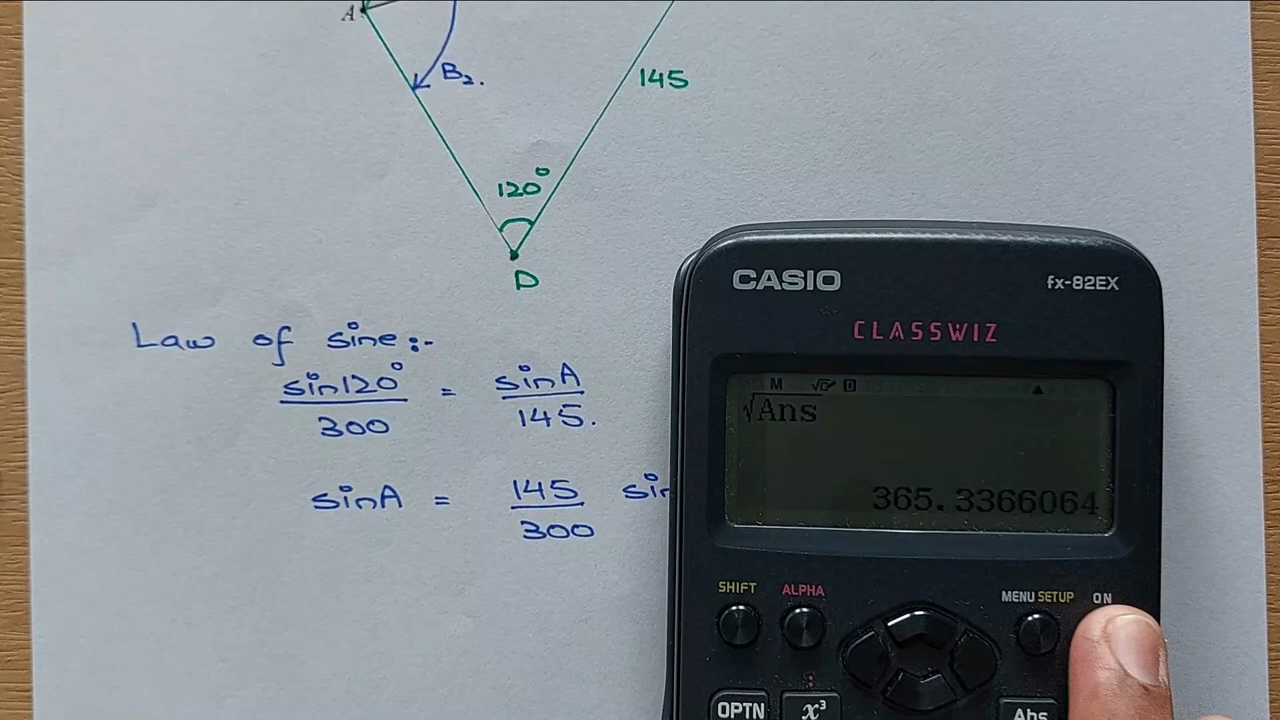 A
B2.
145
120°
D
Law of sine:-
sin120° = sinA
300 145.
sinA = 145 sin
300
CASIO
fx-82EX
CLASSWIZ
M √□ D ▲
√Ans
365.3366064
SHIFT ALPHA MENU SETUP ON
OPTN x³ Abs